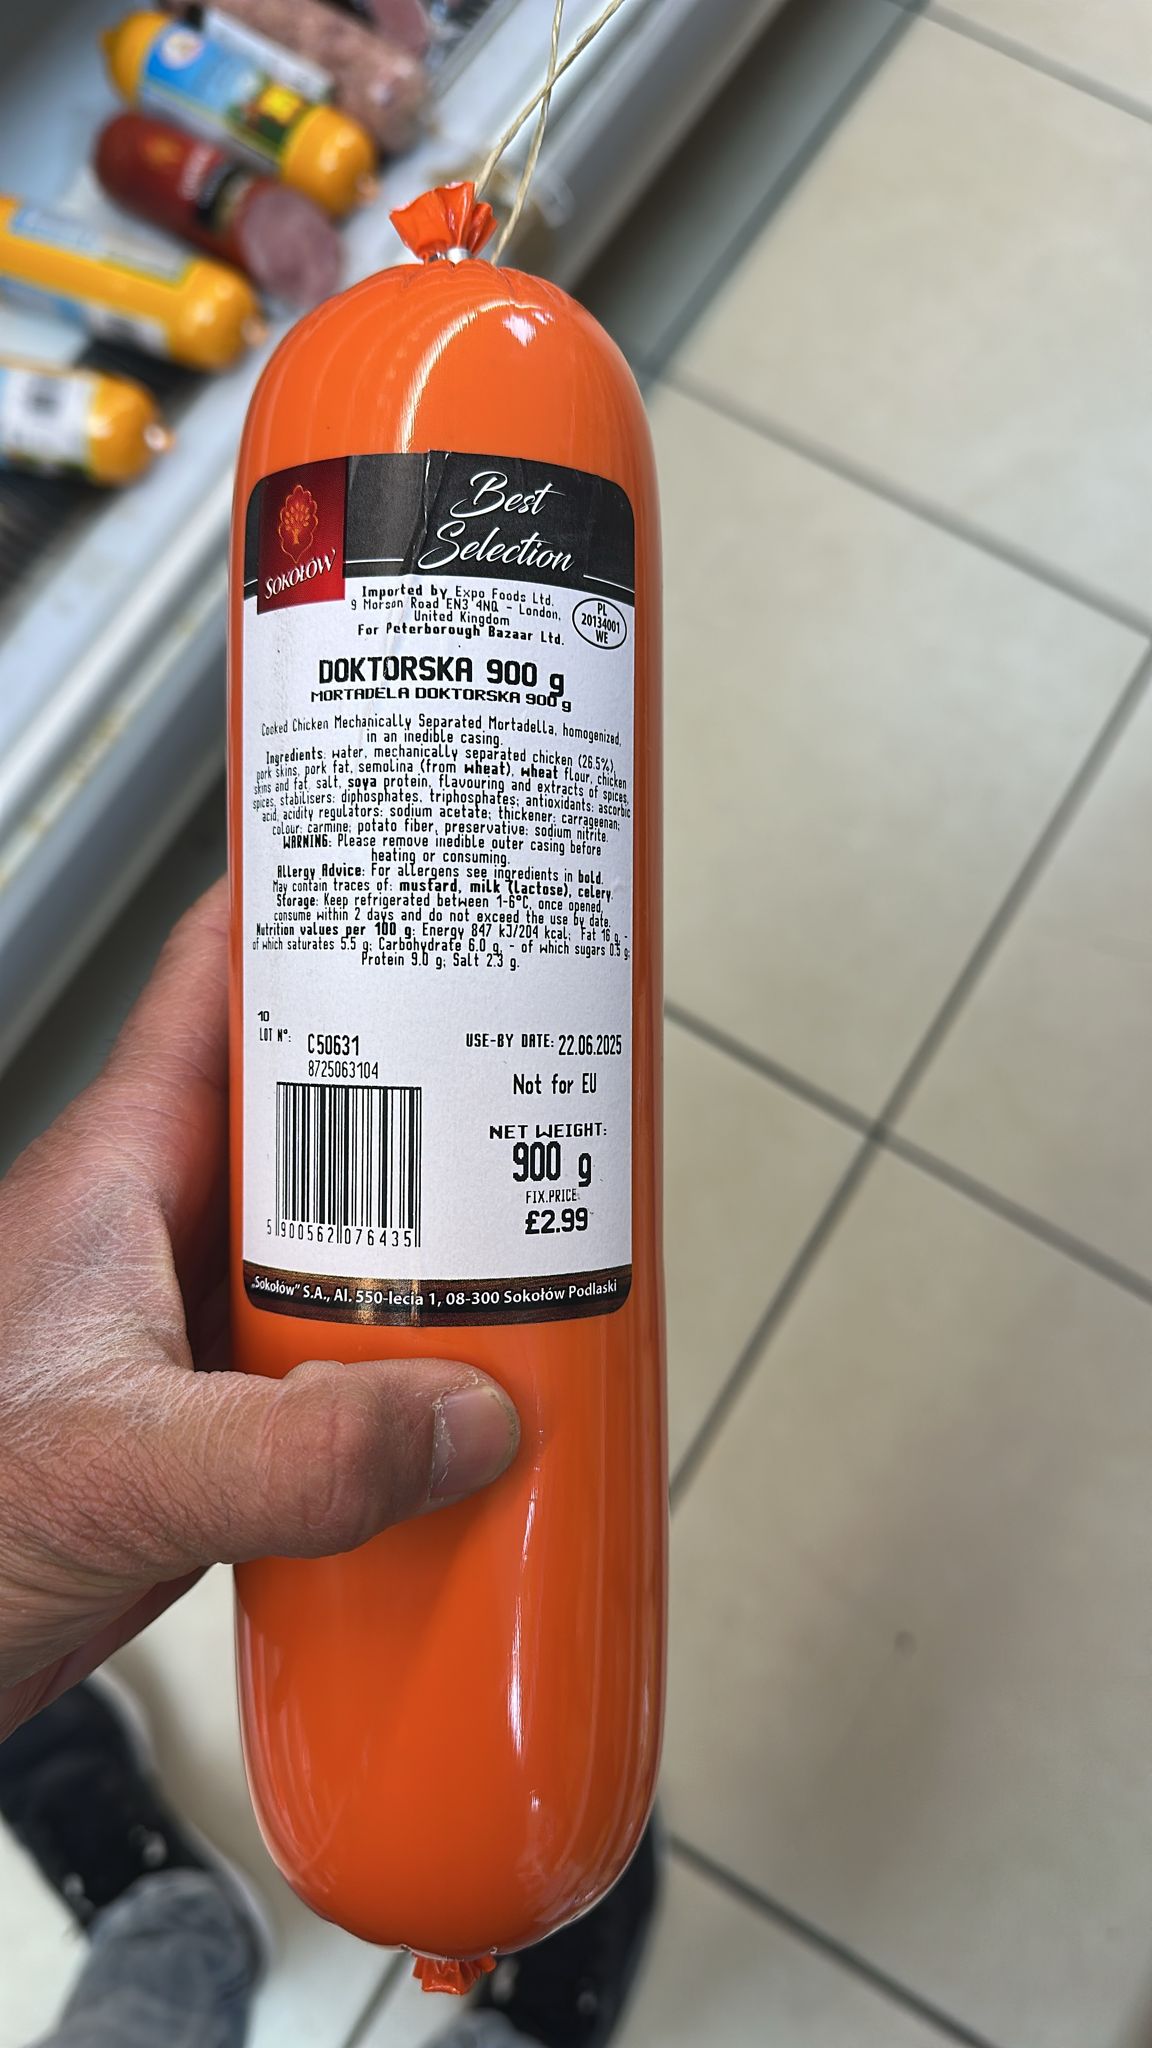 Best
Selection
SOKOŁÓW
Imported by Expo Foods Ltd.
9 Morson Road EN3 4NQ - London,
United Kingdom
For Peterborough Bazaar Ltd.
PL
20134001
WE
DOKTORSKA 900 g
MORTADELA DOKTORSKA 900 g
Cooked Chicken Mechanically Separated Mortadella, homogenized,
in an inedible casing.
Ingredients: water, mechanically separated chicken (26.5%),
pork skins, pork fat, semolina (from wheat), wheat flour, chicken
skins and fat, salt, soya protein, flavouring and extracts of spices,
spices, stabilisers: diphosphates, triphosphates; antioxidants: ascorbic
acid, acidity regulators: sodium acetate; thickener: carrageenan;
colour: carmine; potato fiber, preservative: sodium nitrite.
WARNING: Please remove inedible outer casing before
heating or consuming.
Allergy Advice: For allergens see ingredients in bold.
May contain traces of: mustard, milk (lactose), celery.
Storage: Keep refrigerated between 1-6°C, once opened,
consume within 2 days and do not exceed the use by date.
Nutrition values per 100 g: Energy 847 kJ/204 kcal; Fat 16 g, -
of which saturates 5.5 g; Carbohydrate 6.0 g, - of which sugars 0.5 g;
Protein 9.0 g; Salt 2.3 g.
10
LOT N°: C50631
8725063104
USE-BY DATE: 22.06.2025
Not for EU
NET WEIGHT:
900 g
FIX.PRICE:
£2.99
5 900562 076435
„Sokołów" S.A., Al. 550-lecia 1, 08-300 Sokołów Podlaski